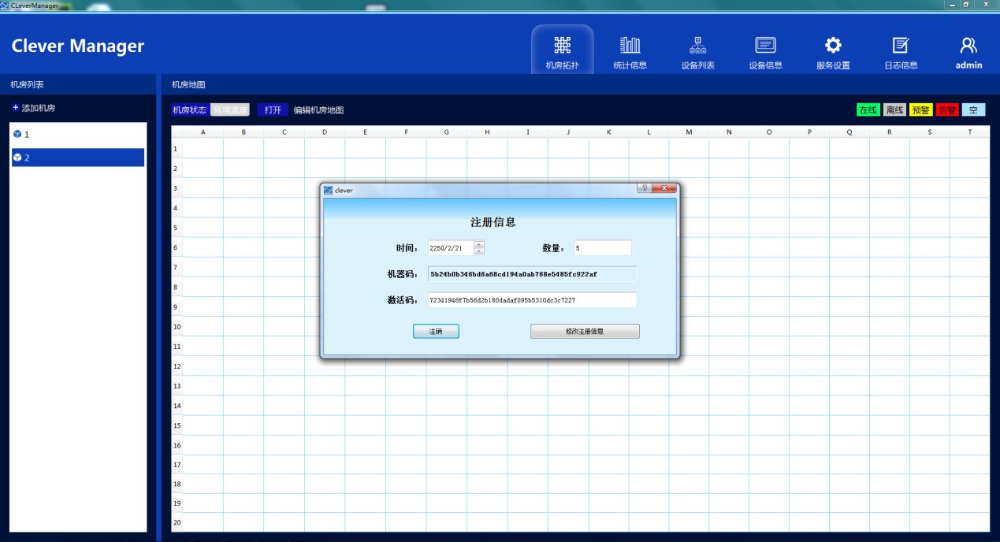 CLeverManager
Clever Manager
机房拓扑 统计信息 设备列表 设备信息 服务设置 日志信息 admin
机房列表 机房地图
添加机房
机房状态 环境温度 打开 编辑机房地图 在线 离线 预警 告警 空
1
2
A B C D E F G H I J K L M N O P Q R S T
1
2
3
4
5
6
7
8
9
10
11
12
13
14
15
16
17
18
19
20
clever
注册信息
时间: 2250/2/21 数量: 5
机器码: 5b24b0b346bd6a68cd194a0ab768e5485fc922af
激活码: 72341946f7b56d2b180dadaf095b5310dc3c7227
注销 修改注册信息